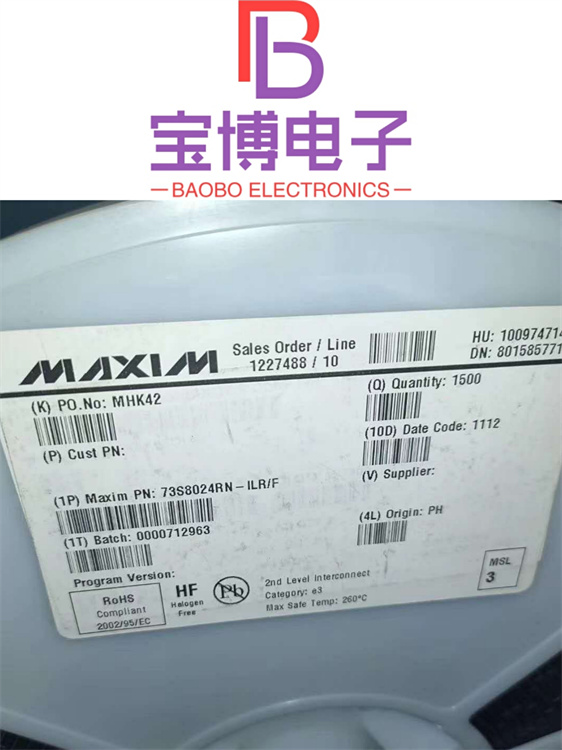 宝博电子
BAOBO ELECTRONICS
MAXIM
Sales Order / Line
1227488 / 10
HU: 100974714
DN: 801585771
(K) PO.No: MHK42
(Q) Quantity: 1500
(P) Cust PN:
(10D) Date Code: 1112
(V) Supplier:
(1P) Maxim PN: 73S8024RN-ILR/F
(1T) Batch: 0000712963
(4L) Origin: PH
Program Version:
RoHS
Compliant
2002/95/EC
HF
Halogen
Free
Pb
2nd Level Interconnect
Category: e3
Max Safe Temp: 260°C
MSL
3